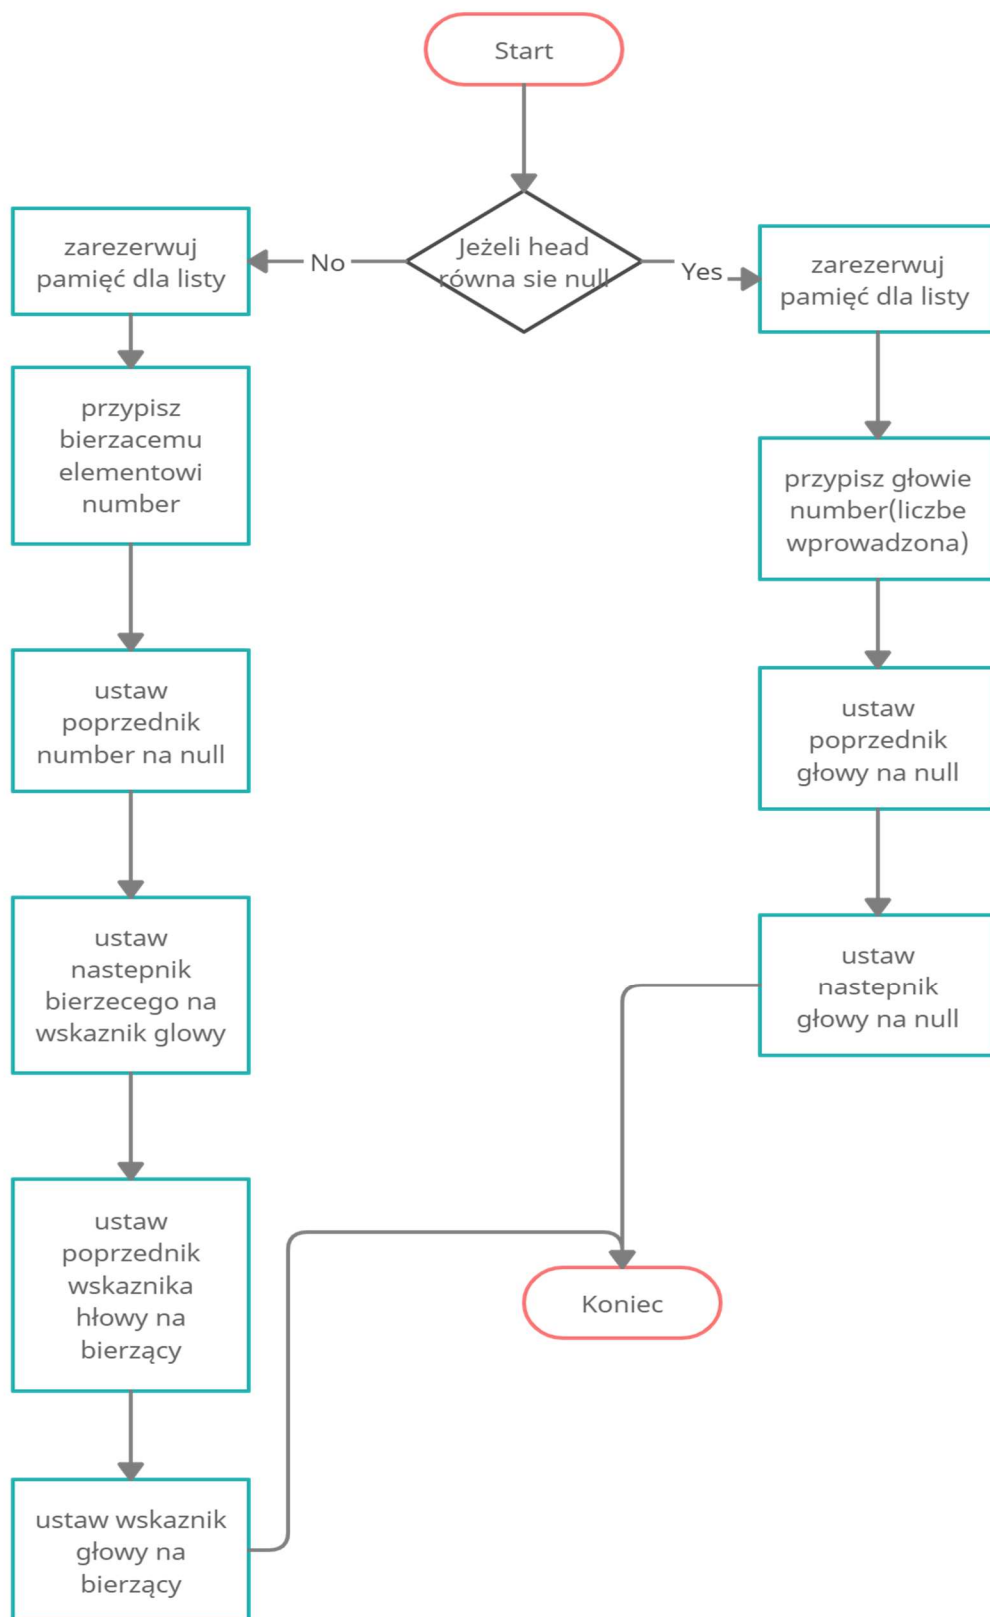 Start
Jeżeli head
równa sie null
No
Yes
zarezerwuj
pamięć dla listy
przypisz
bierzacemu
elementowi
number
ustaw
poprzednik
number na null
ustaw
nastepnik
bierzecego na
wskaznik glowy
ustaw
poprzednik
wskaznika
hłowy na
bierzący
ustaw wskaznik
głowy na
bierzący
zarezerwuj
pamięć dla listy
przypisz głowie
number(liczbe
wprowadzona)
ustaw
poprzednik
głowy na null
ustaw
nastepnik
głowy na null
Koniec